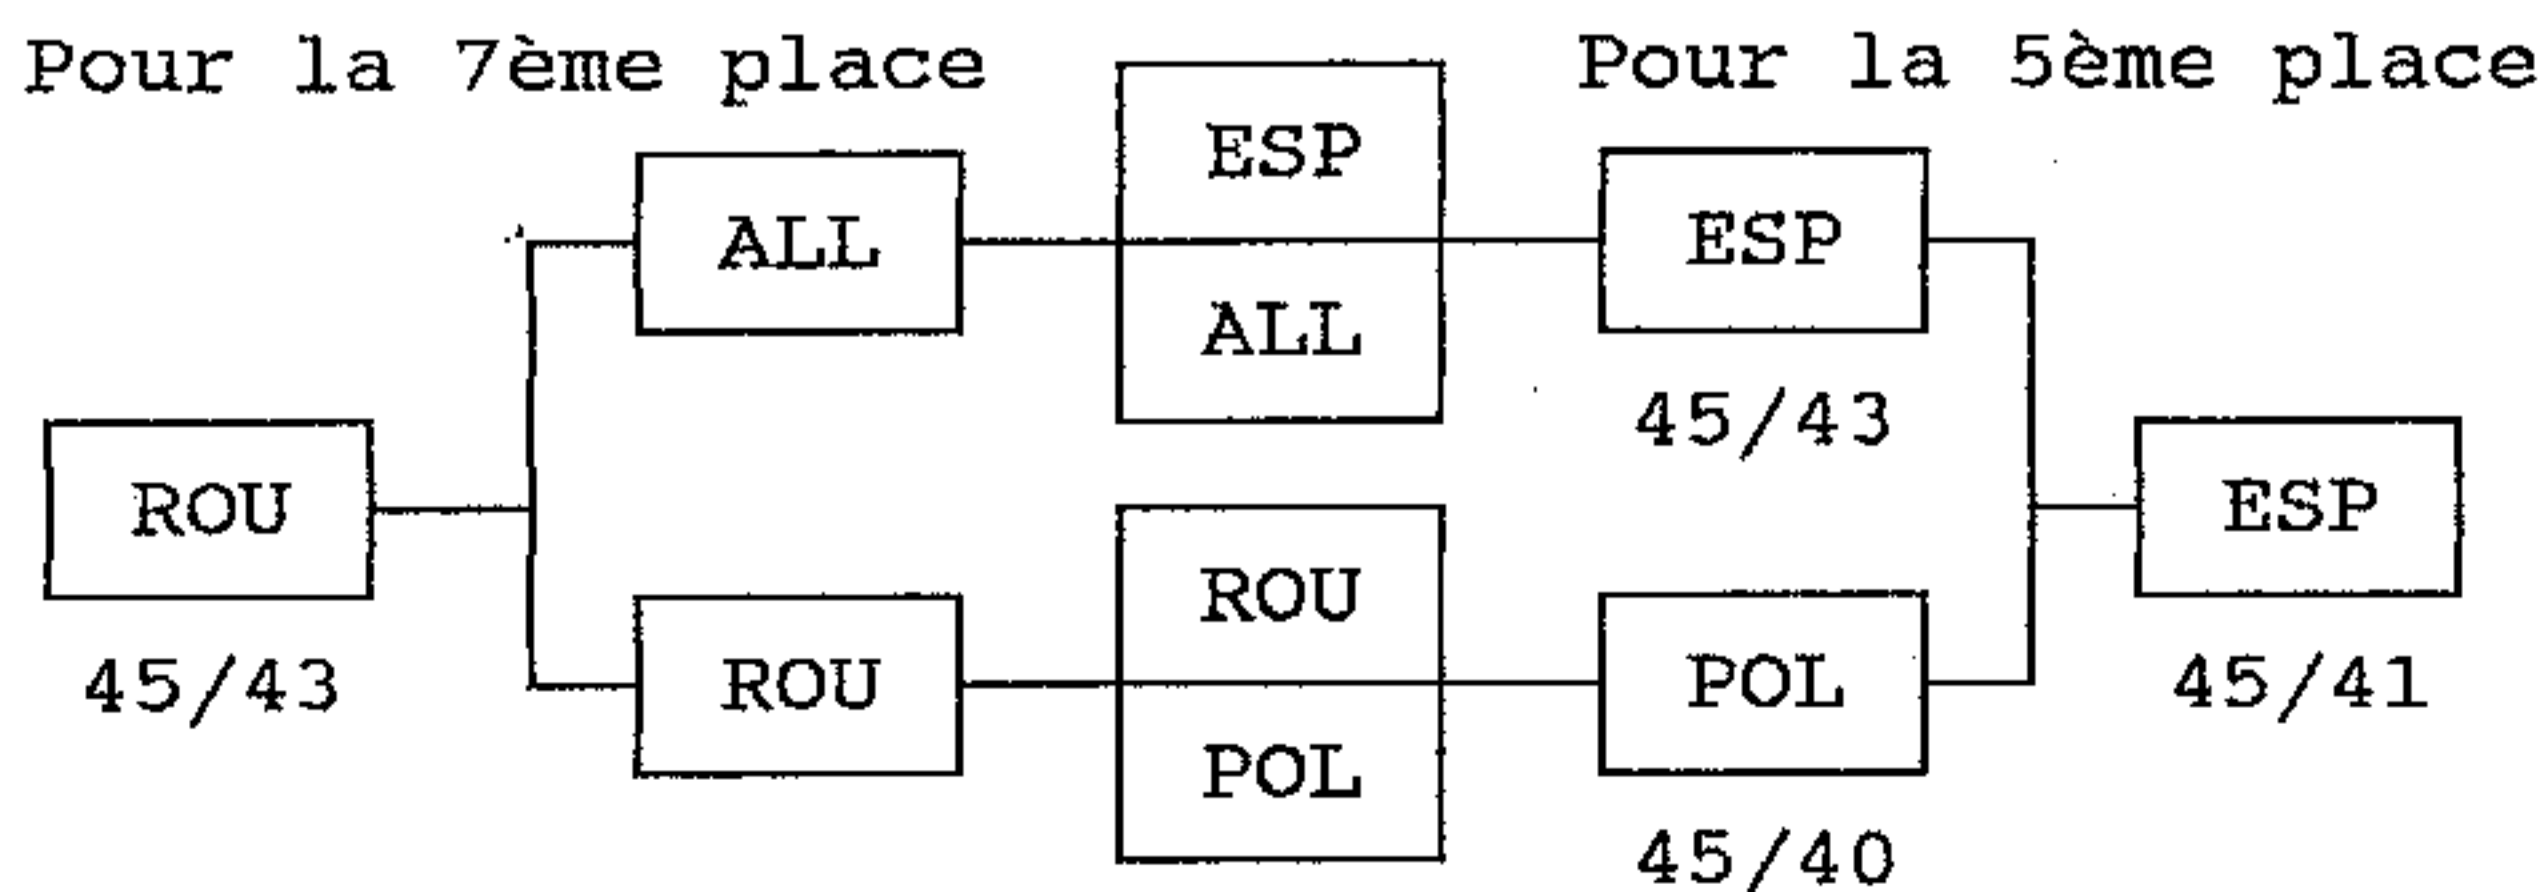 Pour la 7ème place
Pour la 5ème place
ESP
ALL
ESP
ALL
45/43
ROU
ESP
45/43
45/41
ROU
ROU
POL
POL
45/40